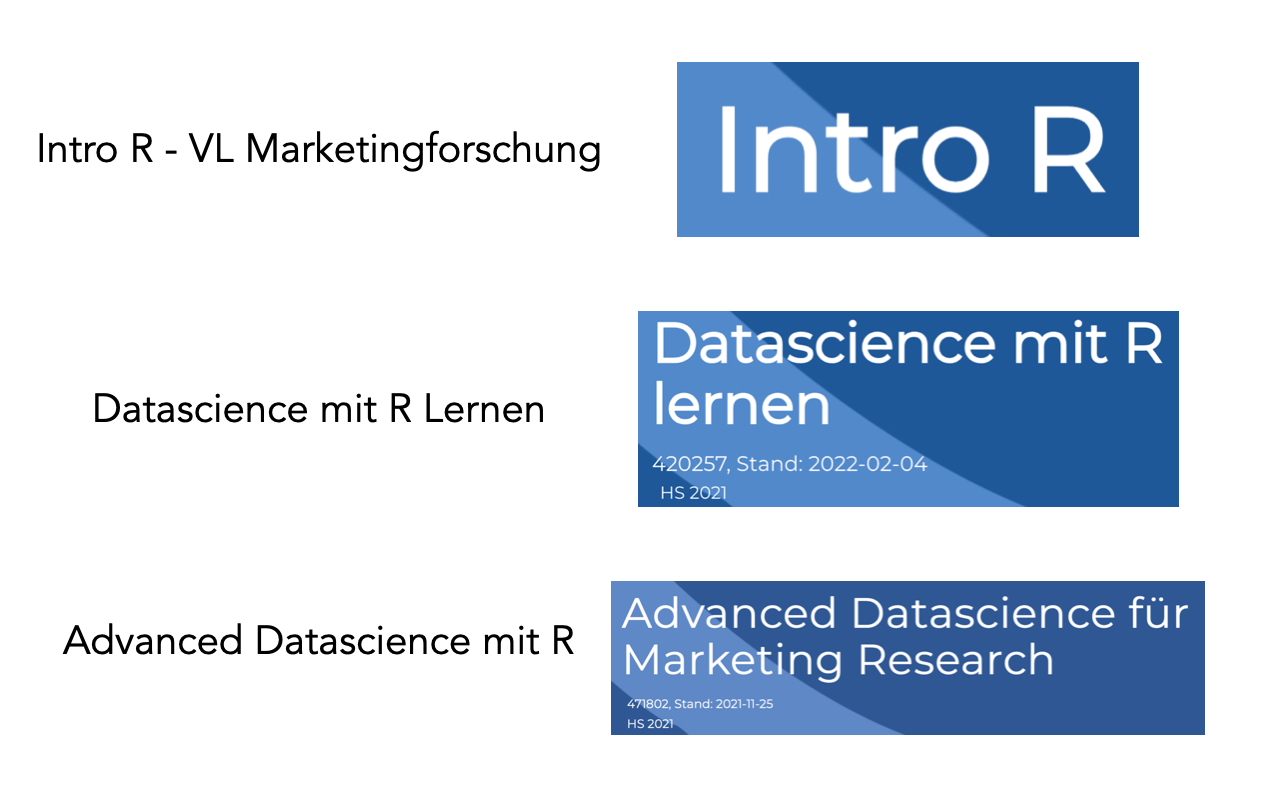 Intro R - VL Marketingforschung
Intro R
Datascience mit R Lernen
Datascience mit R
lernen
420257, Stand: 2022-02-04
HS 2021
Advanced Datascience mit R
Advanced Datascience für
Marketing Research
471802, Stand: 2021-11-25
HS 2021